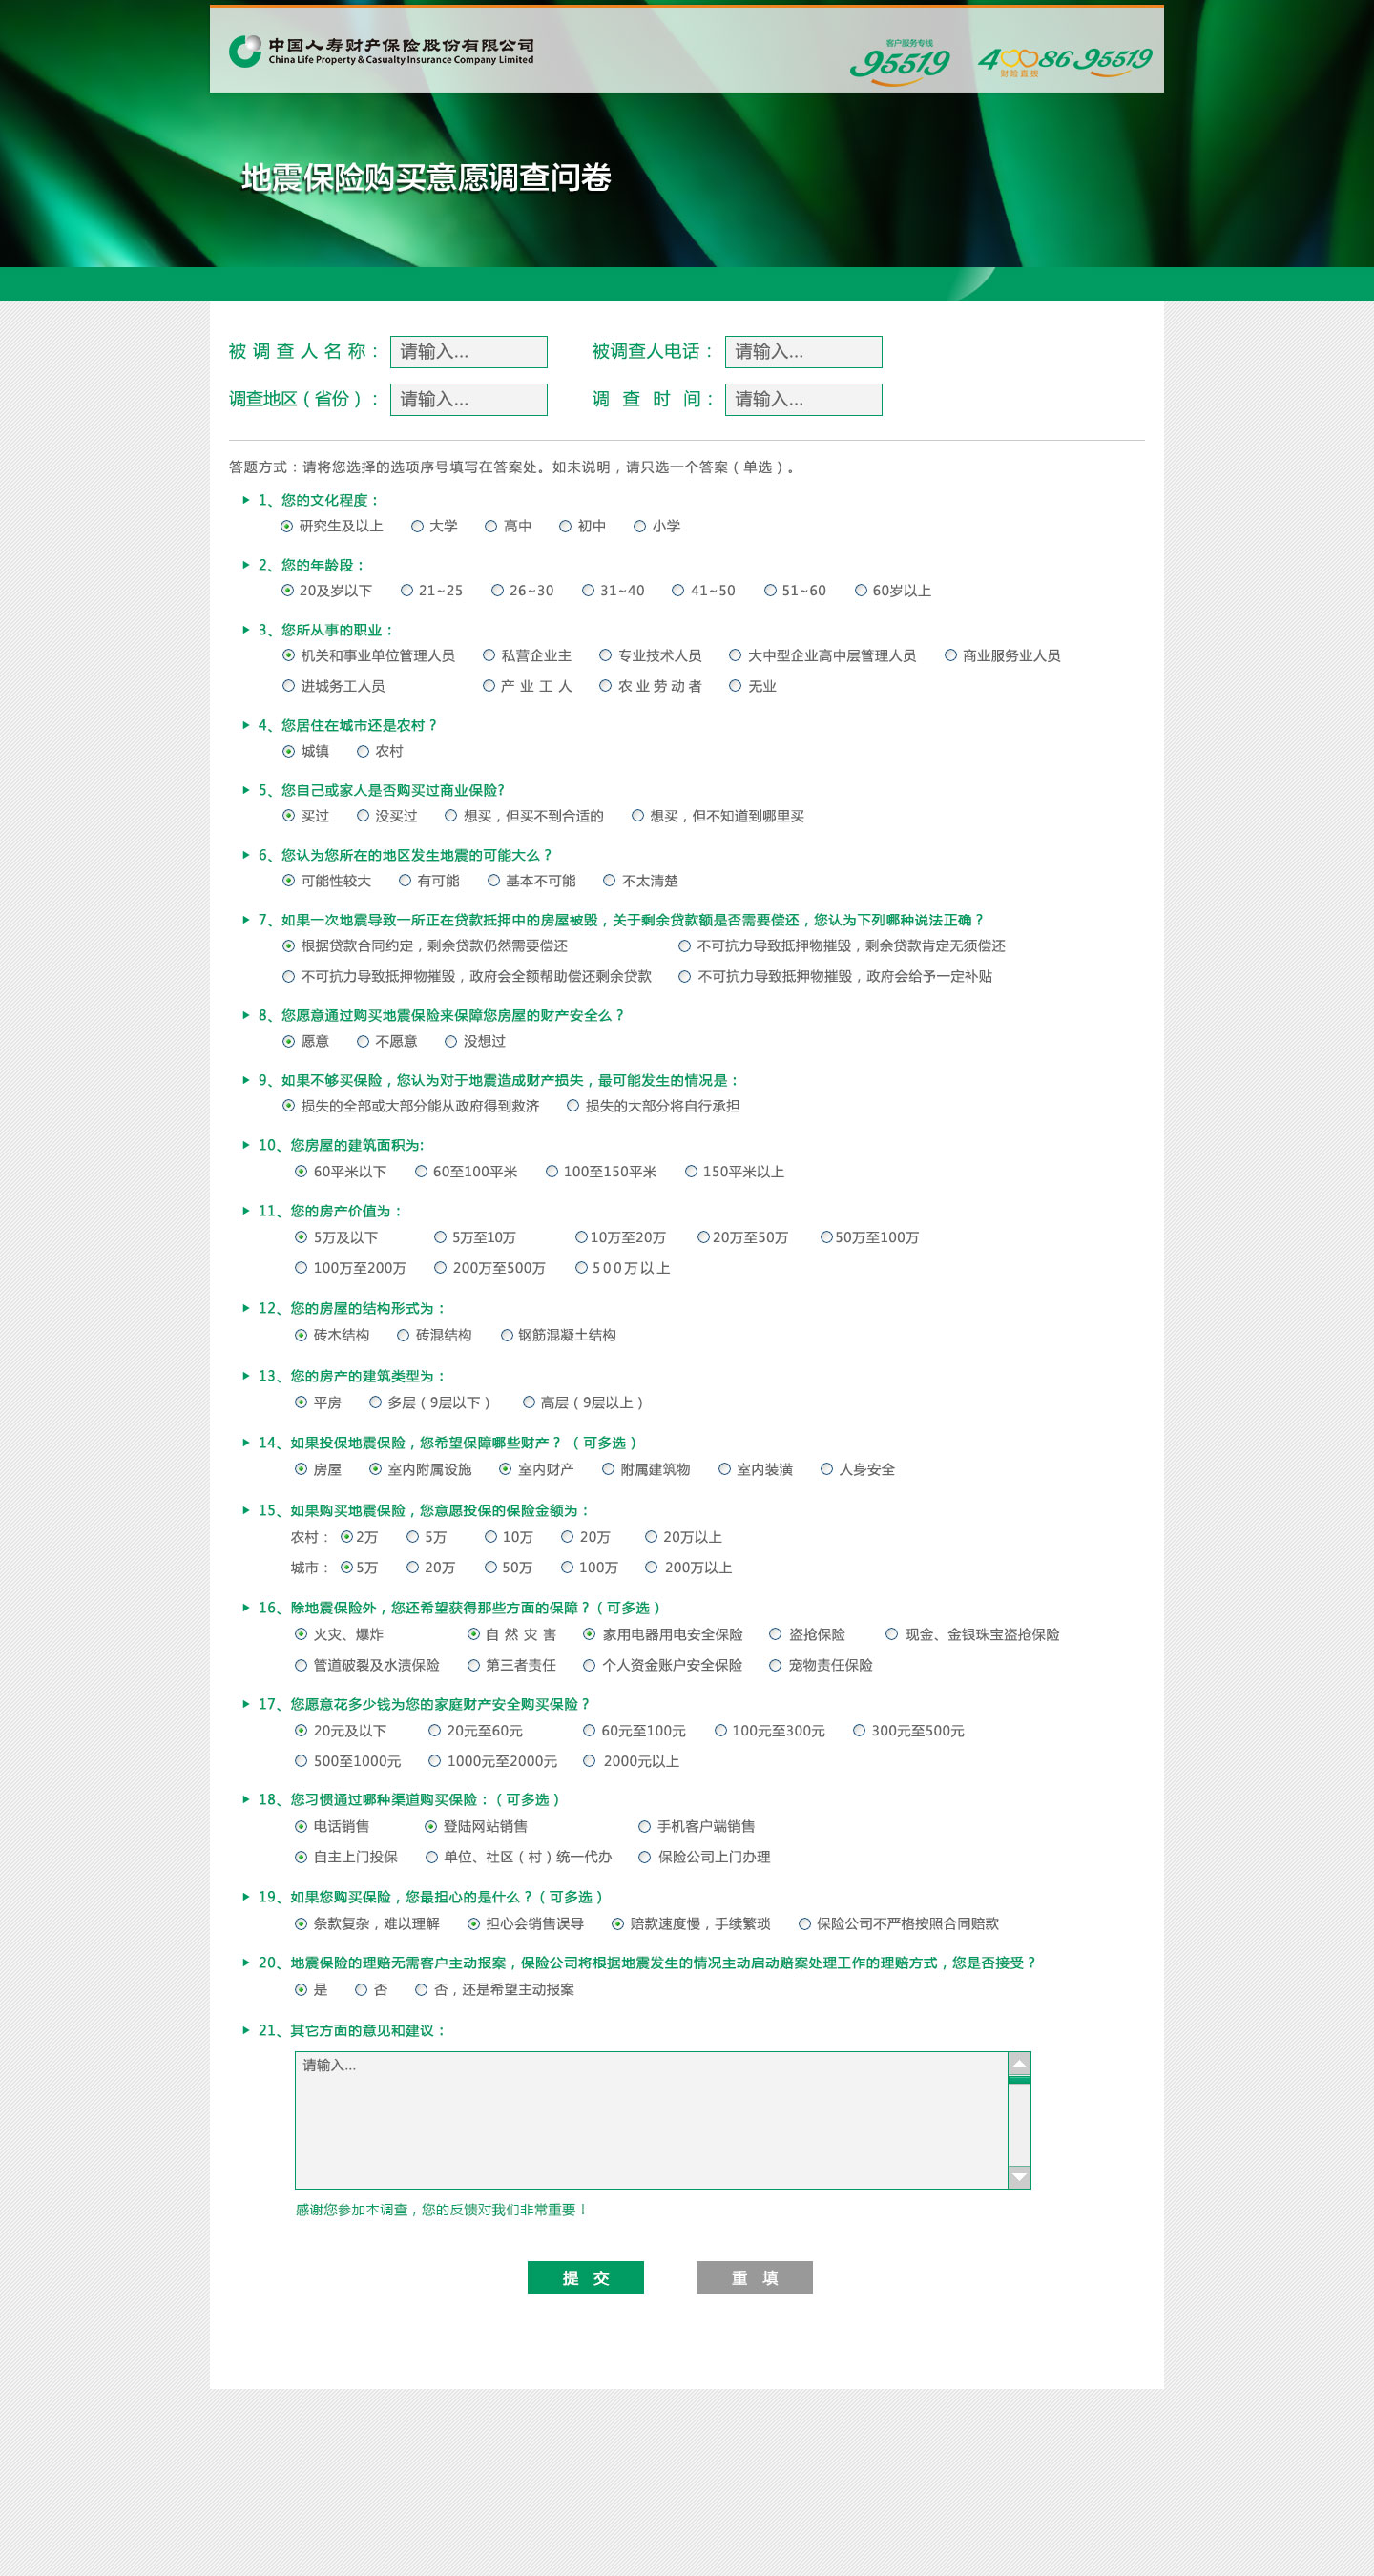 中国人寿财产保险股份有限公司
China Life Property & Casualty Insurance Company Limited
客户服务专线
95519
4008695519
财险直销
地震保险购买意愿调查问卷
被调查人名称： 请输入... 被调查人电话： 请输入...
调查地区（省份）： 请输入... 调查时间： 请输入...
答题方式：请将您选择的选项序号填写在答案处。如未说明，请只选一个答案（单选）。
1、您的文化程度：
研究生及以上 大学 高中 初中 小学
2、您的年龄段：
20及岁以下 21~25 26~30 31~40 41~50 51~60 60岁以上
3、您所从事的职业：
机关和事业单位管理人员 私营企业主 专业技术人员 大中型企业高中层管理人员 商业服务业人员
进城务工人员 产业工人 农业劳动者 无业
4、您居住在城市还是农村？
城镇 农村
5、您自己或家人是否购买过商业保险?
买过 没买过 想买，但买不到合适的 想买，但不知道到哪里买
6、您认为您所在的地区发生地震的可能大么？
可能性较大 有可能 基本不可能 不太清楚
7、如果一次地震导致一所正在贷款抵押中的房屋被毁，关于剩余贷款额是否需要偿还，您认为下列哪种说法正确？
根据贷款合同约定，剩余贷款仍然需要偿还 不可抗力导致抵押物摧毁，剩余贷款肯定无须偿还
不可抗力导致抵押物摧毁，政府会全额帮助偿还剩余贷款 不可抗力导致抵押物摧毁，政府会给予一定补贴
8、您愿意通过购买地震保险来保障您房屋的财产安全么？
愿意 不愿意 没想过
9、如果不够买保险，您认为对于地震造成财产损失，最可能发生的情况是：
损失的全部或大部分能从政府得到救济 损失的大部分将自行承担
10、您房屋的建筑面积为:
60平米以下 60至100平米 100至150平米 150平米以上
11、您的房产价值为：
5万及以下 5万至10万 10万至20万 20万至50万 50万至100万
100万至200万 200万至500万 500万以上
12、您的房屋的结构形式为：
砖木结构 砖混结构 钢筋混凝土结构
13、您的房产的建筑类型为：
平房 多层（9层以下） 高层（9层以上）
14、如果投保地震保险，您希望保障哪些财产？（可多选）
房屋 室内附属设施 室内财产 附属建筑物 室内装潢 人身安全
15、如果购买地震保险，您意愿投保的保险金额为：
农村： 2万 5万 10万 20万 20万以上
城市： 5万 20万 50万 100万 200万以上
16、除地震保险外，您还希望获得那些方面的保障？（可多选）
火灾、爆炸 自然灾害 家用电器用电安全保险 盗抢保险 现金、金银珠宝盗抢保险
管道破裂及水渍保险 第三者责任 个人资金账户安全保险 宠物责任保险
17、您愿意花多少钱为您的家庭财产安全购买保险？
20元及以下 20元至60元 60元至100元 100元至300元 300元至500元
500至1000元 1000元至2000元 2000元以上
18、您习惯通过哪种渠道购买保险：（可多选）
电话销售 登陆网站销售 手机客户端销售
自主上门投保 单位、社区（村）统一代办 保险公司上门办理
19、如果您购买保险，您最担心的是什么？（可多选）
条款复杂，难以理解 担心会销售误导 赔款速度慢，手续繁琐 保险公司不严格按照合同赔款
20、地震保险的理赔无需客户主动报案，保险公司将根据地震发生的情况主动启动赔案处理工作的理赔方式，您是否接受？
是 否 否，还是希望主动报案
21、其它方面的意见和建议：
请输入...
感谢您参加本调查，您的反馈对我们非常重要！
提 交 重 填